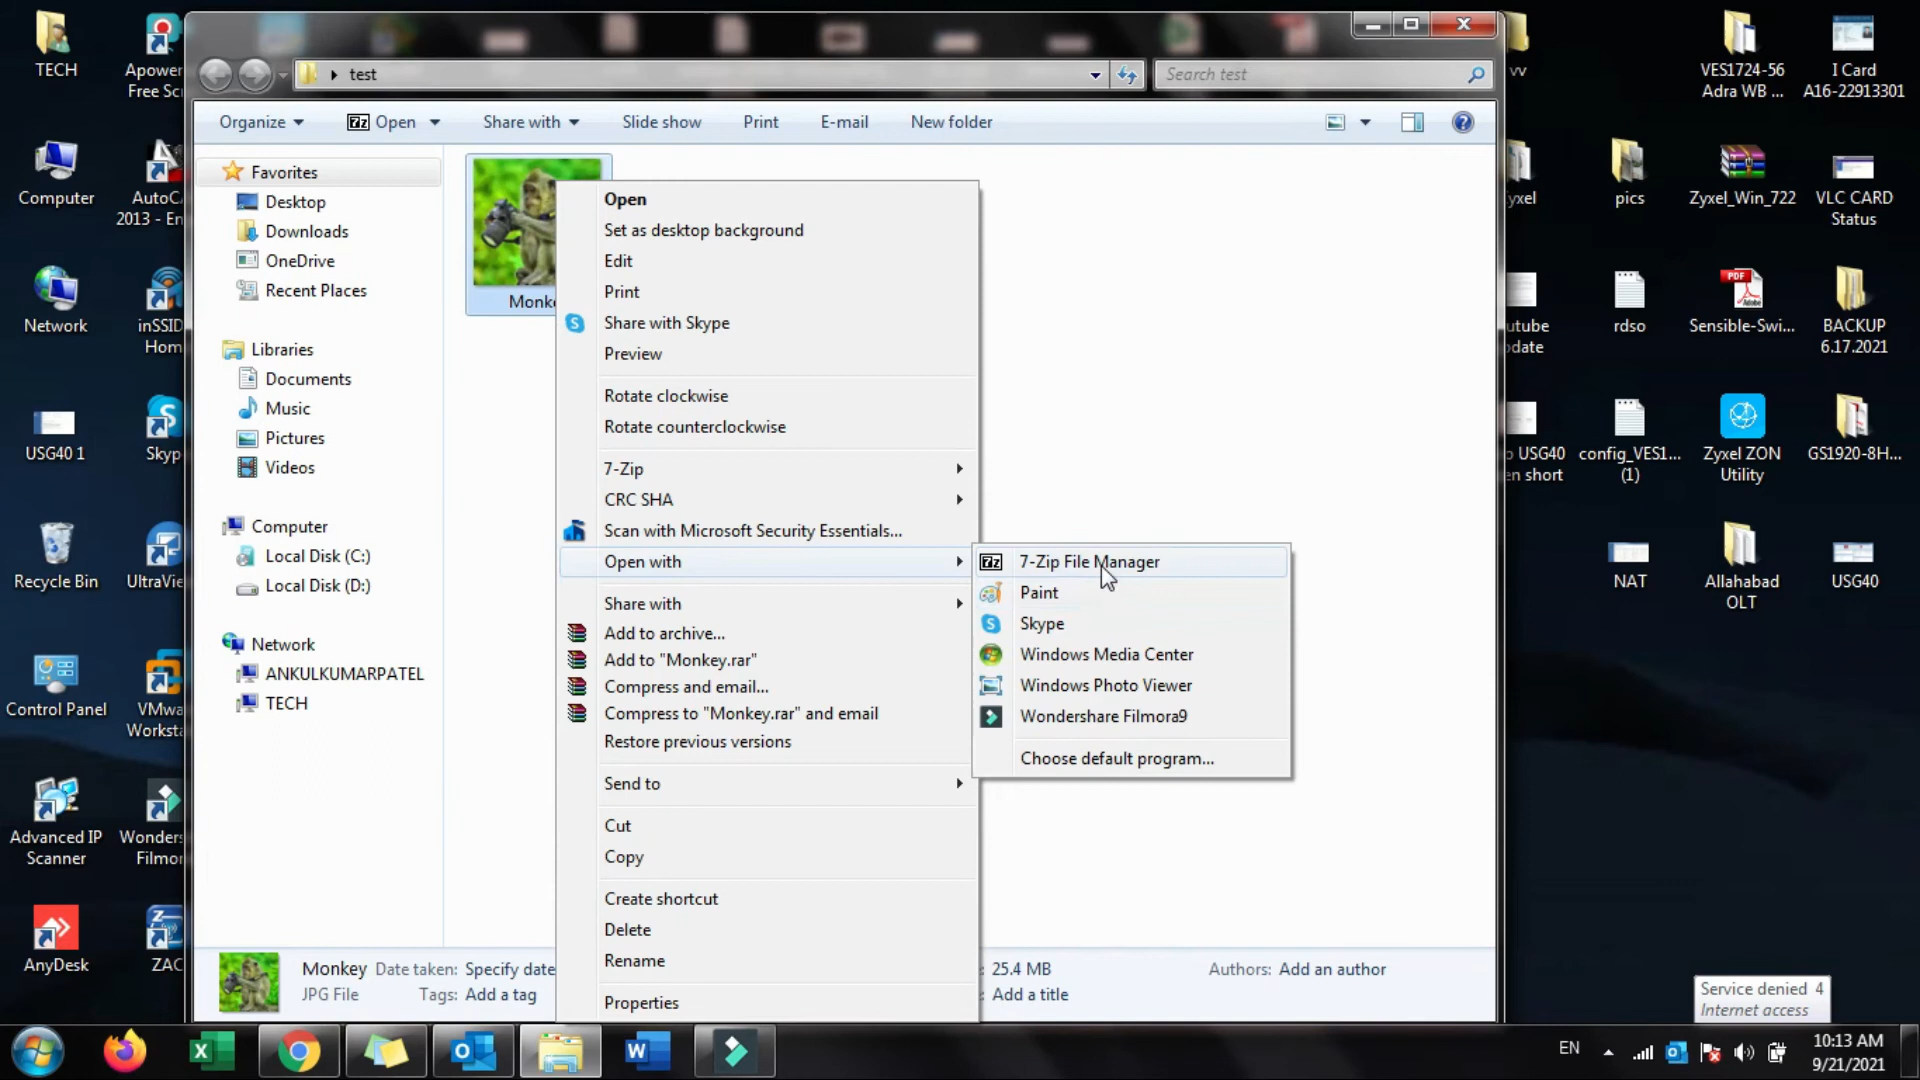 TECH
Apower
Free Sc
Computer
AutoC
2013 - En
Network
inSSID
Hom
USG40 1
Skyp
Recycle Bin
UltraVie
Control Panel
VMwa
Worksta
Advanced IP
Scanner
Wonders
Filmor
AnyDesk
ZAC
test
Search test
Organize
Open
Share with
Slide show
Print
E-mail
New folder
Favorites
Desktop
Downloads
OneDrive
Recent Places
Libraries
Documents
Music
Pictures
Videos
Computer
Local Disk (C:)
Local Disk (D:)
Network
ANKULKUMARPATEL
TECH
Monke
Open
Set as desktop background
Edit
Print
Share with Skype
Preview
Rotate clockwise
Rotate counterclockwise
7-Zip
CRC SHA
Scan with Microsoft Security Essentials...
Open with
Share with
Add to archive...
Add to "Monkey.rar"
Compress and email...
Compress to "Monkey.rar" and email
Restore previous versions
Send to
Cut
Copy
Create shortcut
Delete
Rename
Properties
7-Zip File Manager
Paint
Skype
Windows Media Center
Windows Photo Viewer
Wondershare Filmora9
Choose default program...
Monkey Date taken: Specify date
JPG File Tags: Add a tag
: 25.4 MB
: Add a title
Authors: Add an author
vv
VES1724-56
Adra WB ...
I Card
A16-22913301
yxel
pics
Zyxel_Win_722
VLC CARD
Status
utube
pdate
rdso
PDF
Adobe
Sensible-Swi...
BACKUP
6.17.2021
o USG40
en short
config_VES1...
(1)
Zyxel ZON
Utility
GS1920-8H...
NAT
Allahabad
OLT
USG40
Service denied 4
Internet access
EN
10:13 AM
9/21/2021